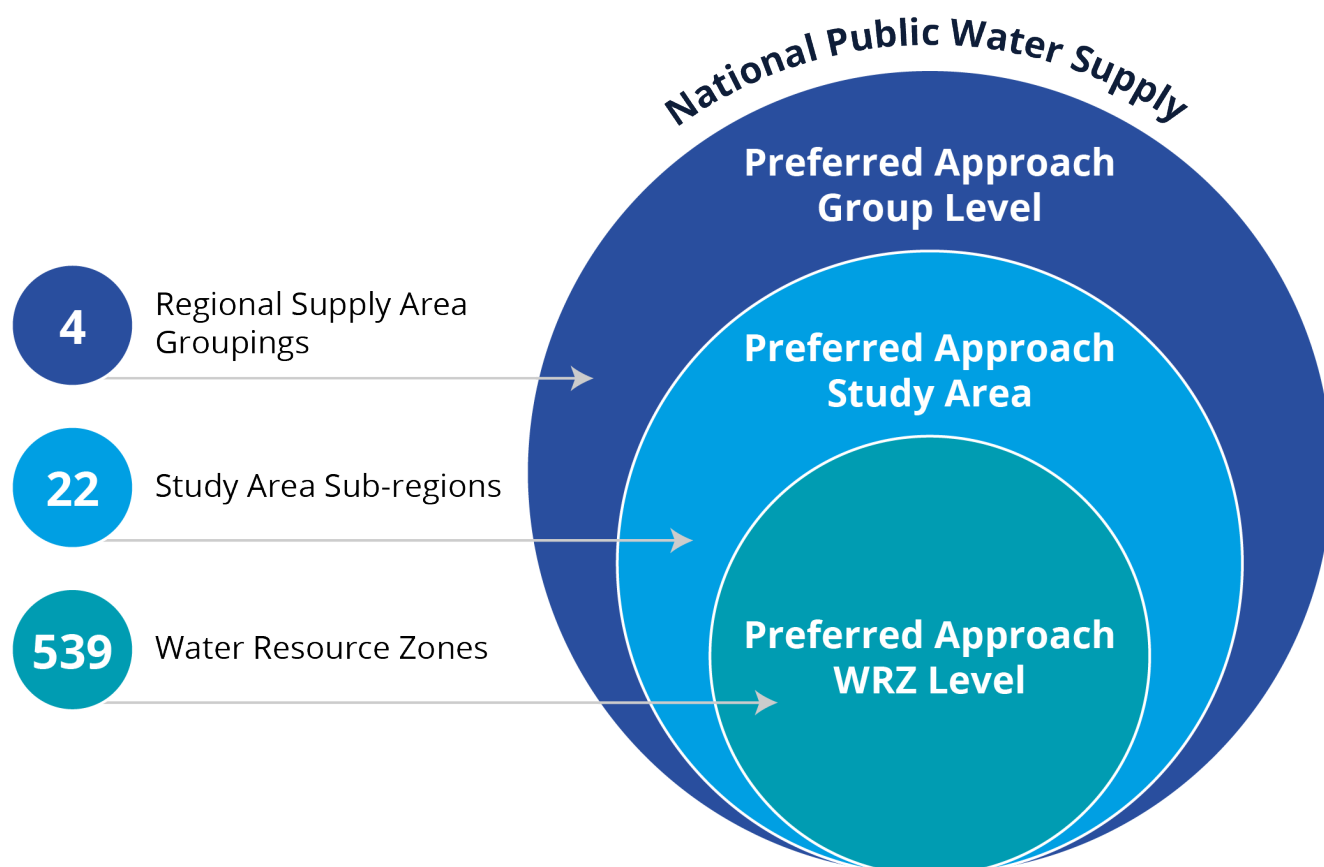 National Public Water Supply
Preferred Approach
Group Level
4
Regional Supply Area
Groupings
Preferred Approach
Study Area
22
Study Area Sub-regions
539
Water Resource Zones
Preferred Approach
WRZ Level